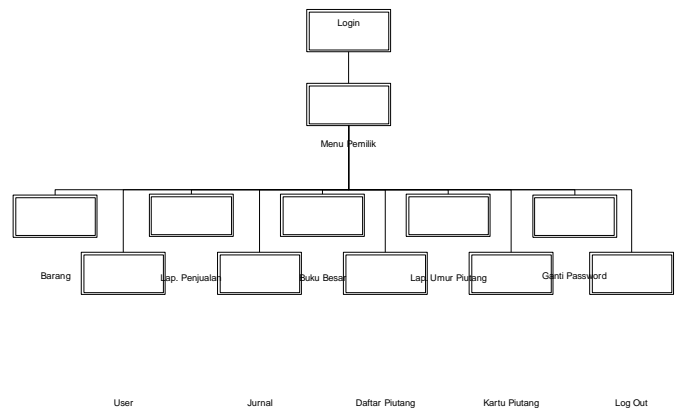 Login
Menu Pemilik
Barang
Lap. Penjualan
Buku Besar
Lap. Umur Piutang
Ganti Password
User
Jurnal
Daftar Piutang
Kartu Piutang
Log Out